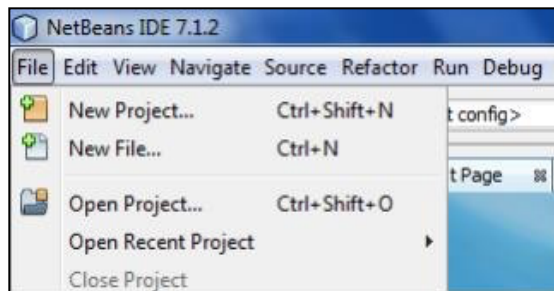 NetBeans IDE 7.1.2
File Edit View Navigate Source Refactor Run Debug
New Project... Ctrl+Shift+N
t config>
New File... Ctrl+N
t Page
Open Project... Ctrl+Shift+O
Open Recent Project
Close Project